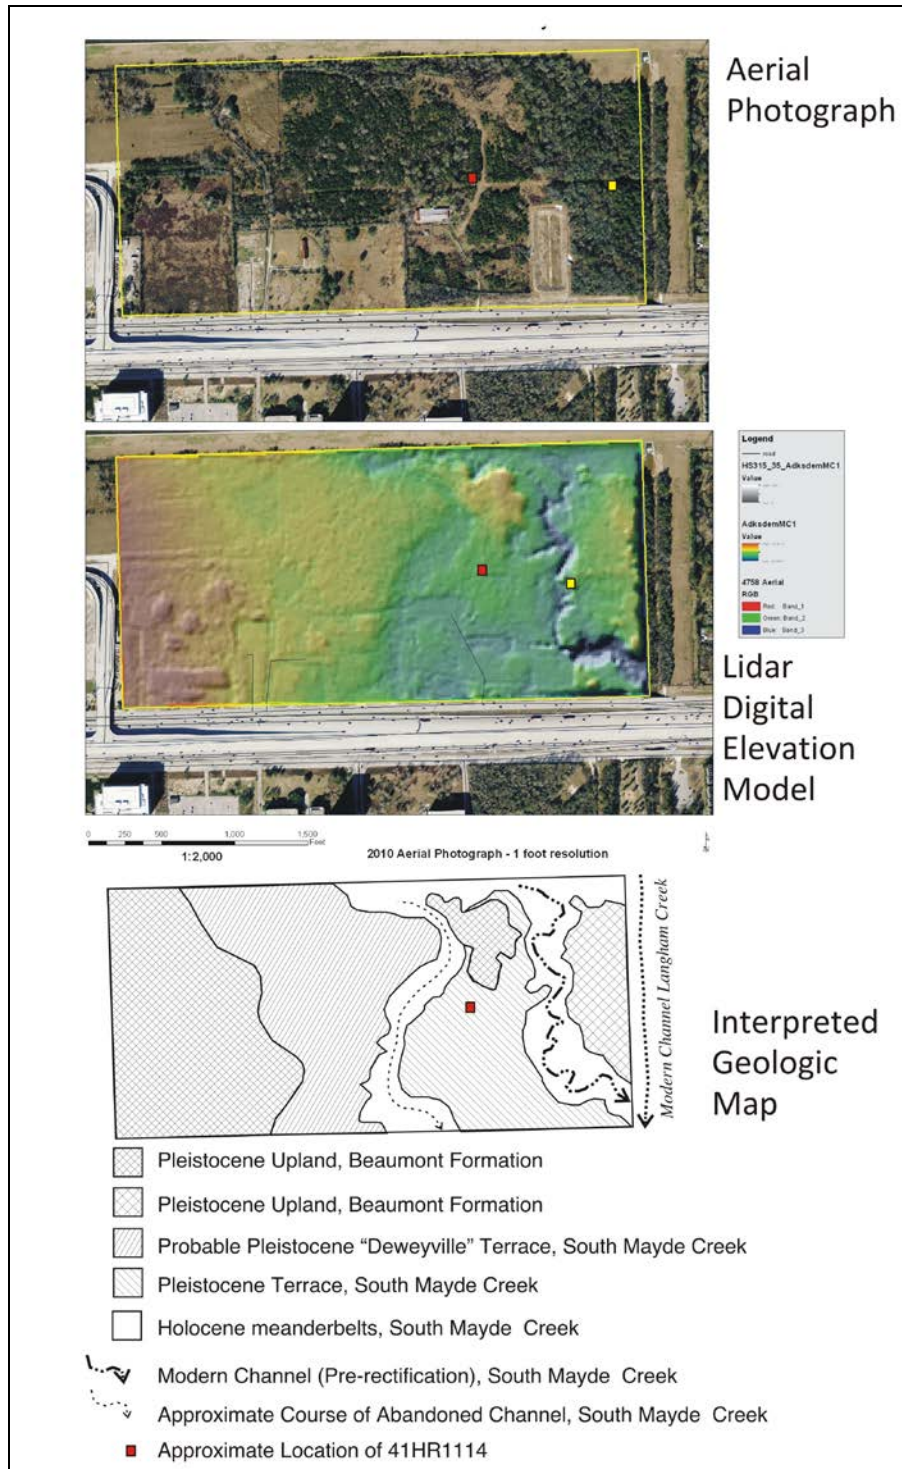 Aerial
Photograph
Legend
road
HS315_35_AdksdemMC1
Value
AdksdemMC1
Value
4758 Aerial
RGB
Red: Band_1
Green: Band_2
Blue: Band_3
Lidar
Digital
Elevation
Model
0 250 500 1,000 1,500
Feet
1:2,000
2010 Aerial Photograph - 1 foot resolution
Modern Channel Langham Creek
Interpreted
Geologic
Map
Pleistocene Upland, Beaumont Formation
Pleistocene Upland, Beaumont Formation
Probable Pleistocene “Deweyville” Terrace, South Mayde Creek
Pleistocene Terrace, South Mayde Creek
Holocene meanderbelts, South Mayde Creek
Modern Channel (Pre-rectification), South Mayde Creek
Approximate Course of Abandoned Channel, South Mayde Creek
Approximate Location of 41HR1114